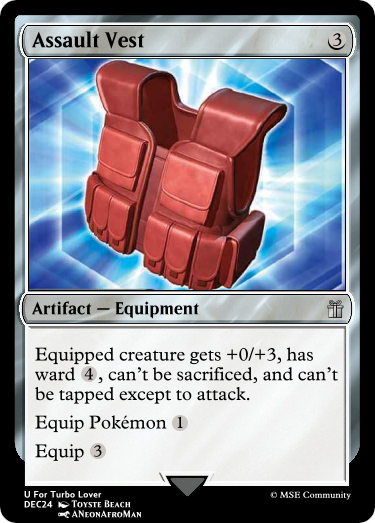 Assault Vest 3
Artifact — Equipment
Equipped creature gets +0/+3, has
ward 4, can't be sacrificed, and can't
be tapped except to attack.
Equip Pokémon 1
Equip 3
U For Turbo Lover
DEC24 Toyste Beach
ANeonAfroMan
© MSE Community